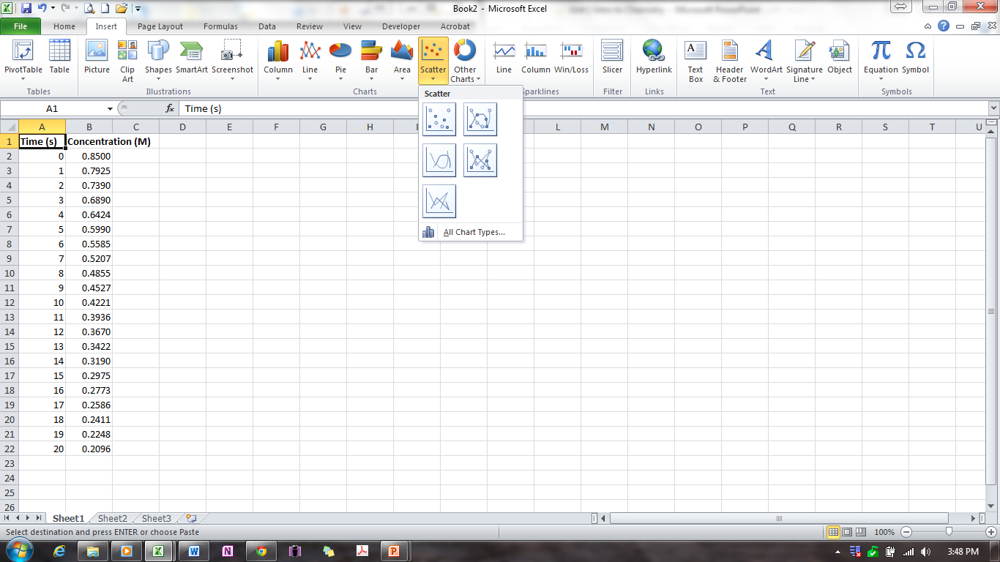 Book2 - Microsoft Excel
File Home Insert Page Layout Formulas Data Review View Developer Acrobat
PivotTable Table Picture Clip Art Shapes SmartArt Screenshot Column Line Pie Bar Area Scatter Other Charts Line Column Win/Loss Slicer Hyperlink Text Box Header & Footer WordArt Signature Line Object Equation Symbol
Tables Illustrations Charts Sparklines Filter Links Text Symbols
Scatter
All Chart Types...
A1 fx Time (s)
A B C D E F G H I J K L M N O P Q R S T U
1 Time (s) Concentration (M)
2 0 0.8500
3 1 0.7925
4 2 0.7390
5 3 0.6890
6 4 0.6424
7 5 0.5990
8 6 0.5585
9 7 0.5207
10 8 0.4855
11 9 0.4527
12 10 0.4221
13 11 0.3936
14 12 0.3670
15 13 0.3422
16 14 0.3190
17 15 0.2975
18 16 0.2773
19 17 0.2586
20 18 0.2411
21 19 0.2248
22 20 0.2096
23
24
25
26
Sheet1 Sheet2 Sheet3
Select destination and press ENTER or choose Paste 100%
3:48 PM